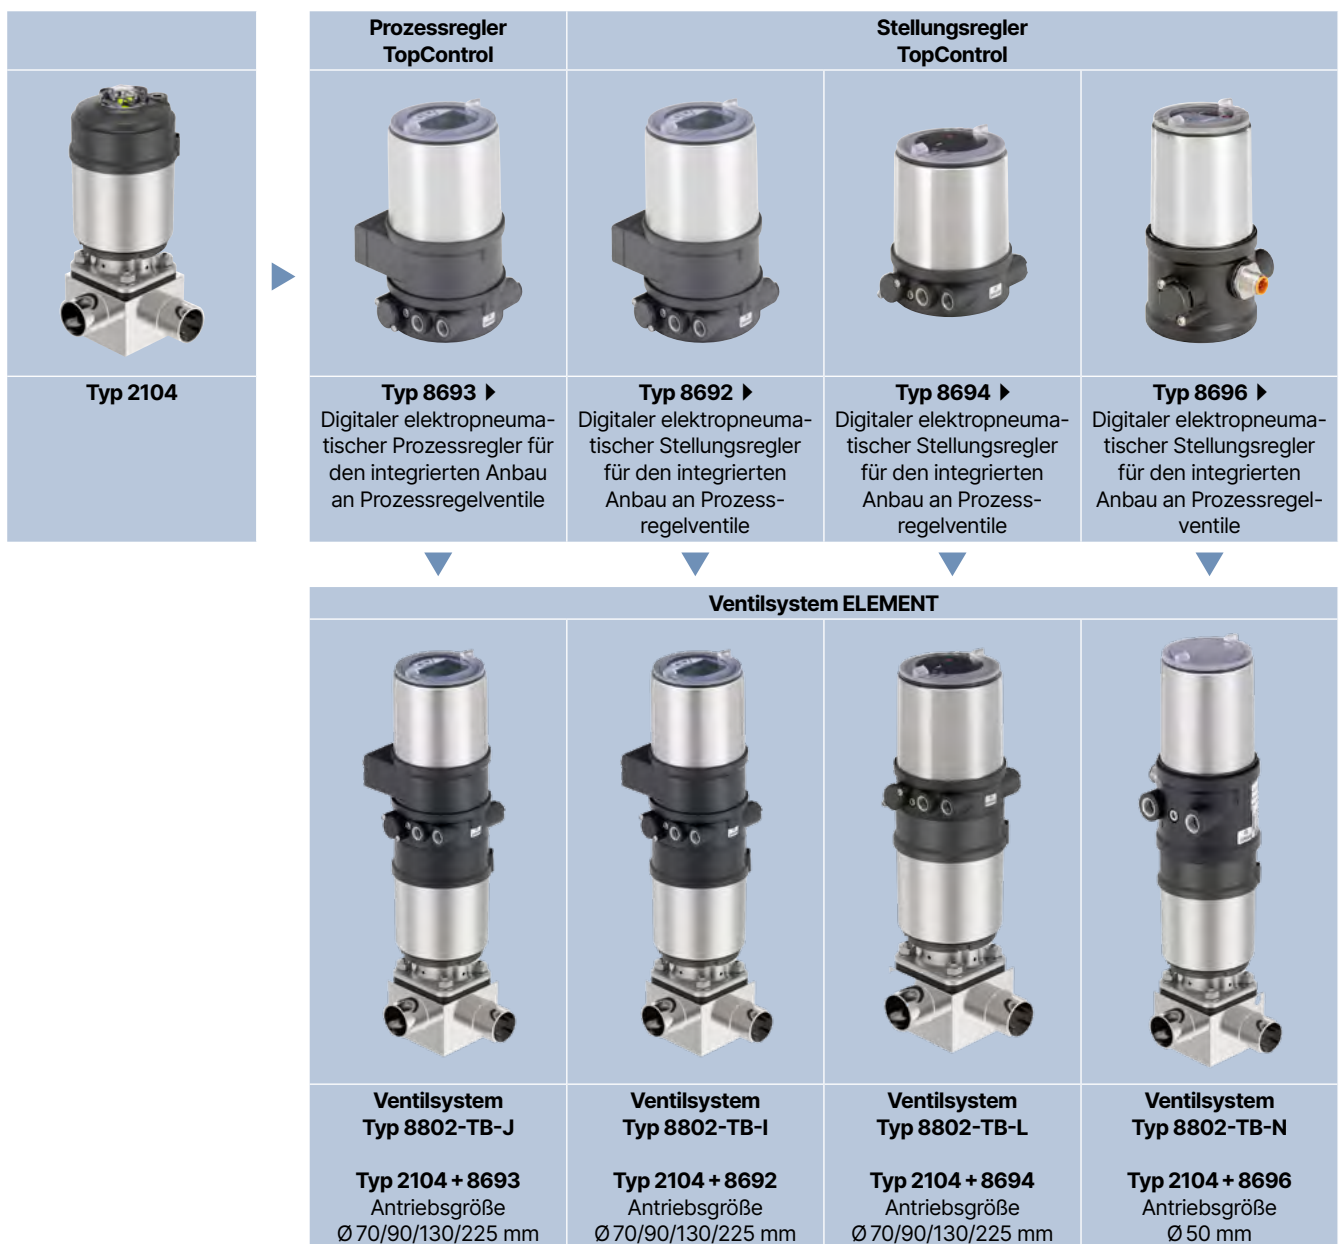 Prozessregler
TopControl
Stellungsregler
TopControl
Typ 2104
Typ 8693
Digitaler elektropneuma-
tischer Prozessregler für
den integrierten Anbau
an Prozessregelventile
Typ 8692
Digitaler elektropneuma-
tischer Stellungsregler
für den integrierten
Anbau an Prozess-
regelventile
Typ 8694
Digitaler elektropneuma-
tischer Stellungsregler
für den integrierten
Anbau an Prozess-
regelventile
Typ 8696
Digitaler elektropneuma-
tischer Stellungsregler
für den integrierten
Anbau an Prozessregel-
ventile
Ventilsystem ELEMENT
Ventilsystem
Typ 8802-TB-J
Typ 2104 + 8693
Antriebsgröße
Ø 70/90/130/225 mm
Ventilsystem
Typ 8802-TB-I
Typ 2104 + 8692
Antriebsgröße
Ø 70/90/130/225 mm
Ventilsystem
Typ 8802-TB-L
Typ 2104 + 8694
Antriebsgröße
Ø 70/90/130/225 mm
Ventilsystem
Typ 8802-TB-N
Typ 2104 + 8696
Antriebsgröße
Ø 50 mm